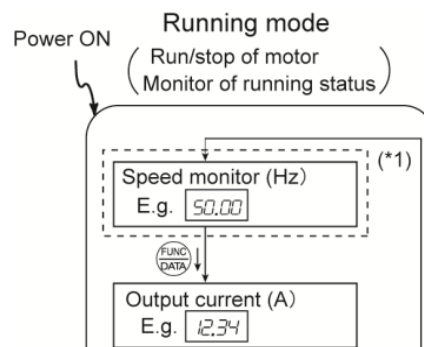 Running mode
Power ON
Run/stop of motor
Monitor of running status
(*1)
Speed monitor (Hz)
E.g. 50.00
FUNC
DATA
Output current (A)
E.g. 12.34